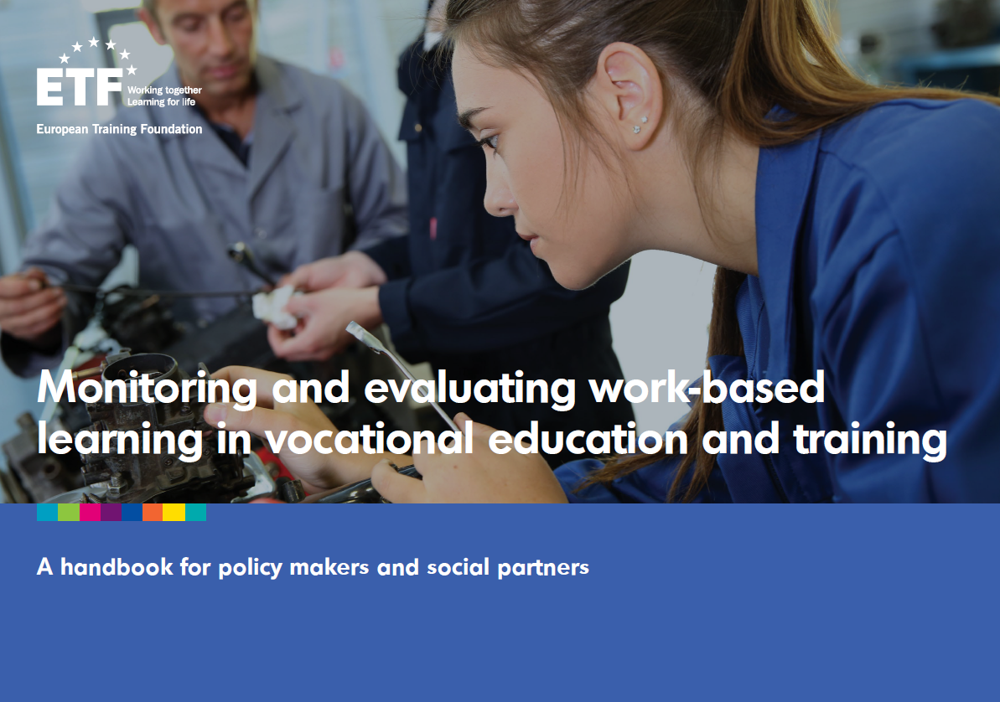 ETF
Working together
Learning for life
European Training Foundation
Monitoring and evaluating work-based
learning in vocational education and training
A handbook for policy makers and social partners